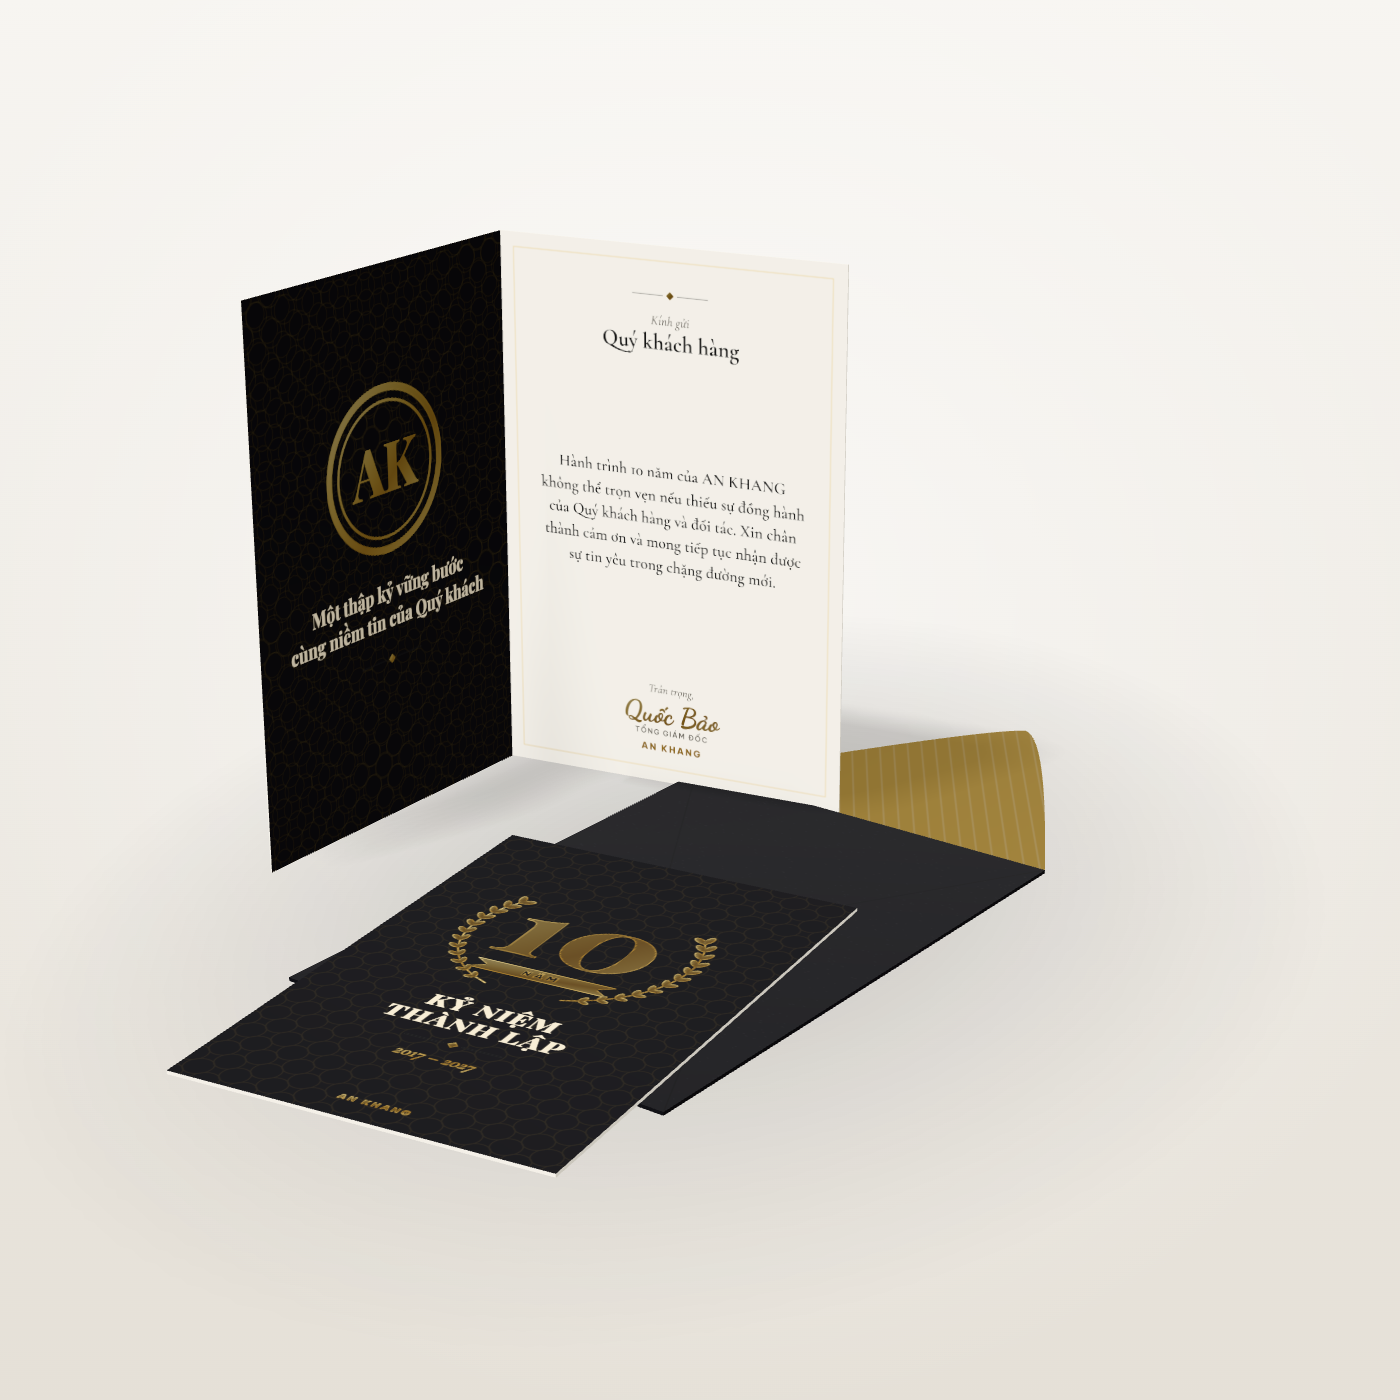 AK
Một thập kỷ vững bước
cùng niềm tin của Quý khách
Kính gửi
Quý khách hàng
Hành trình 10 năm của AN KHANG
không thể trọn vẹn nếu thiếu sự đồng hành
của Quý khách hàng và đối tác. Xin chân
thành cảm ơn và mong tiếp tục nhận được
sự tin yêu trong chặng đường mới.
Trân trọng,
Quốc Bảo
TỔNG GIÁM ĐỐC
AN KHANG
10
NĂM
KỶ NIỆM
THÀNH LẬP
2017 – 2027
AN KHANG